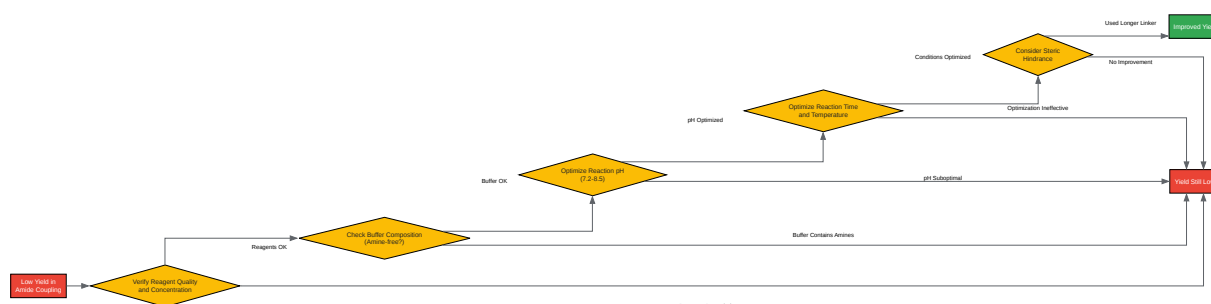 Low Yield in
Amide Coupling
Verify Reagent Quality
and Concentration
Reagents OK
Check Buffer Composition
(Amine-free?)
Buffer Contains Amines
Buffer OK
Optimize Reaction pH
(7.2-8.5)
pH Suboptimal
pH Optimized
Optimize Reaction Time
and Temperature
Optimization Ineffective
Conditions Optimized
Consider Steric
Hindrance
No Improvement
Used Longer Linker
Improved Yie
Yield Still Lo